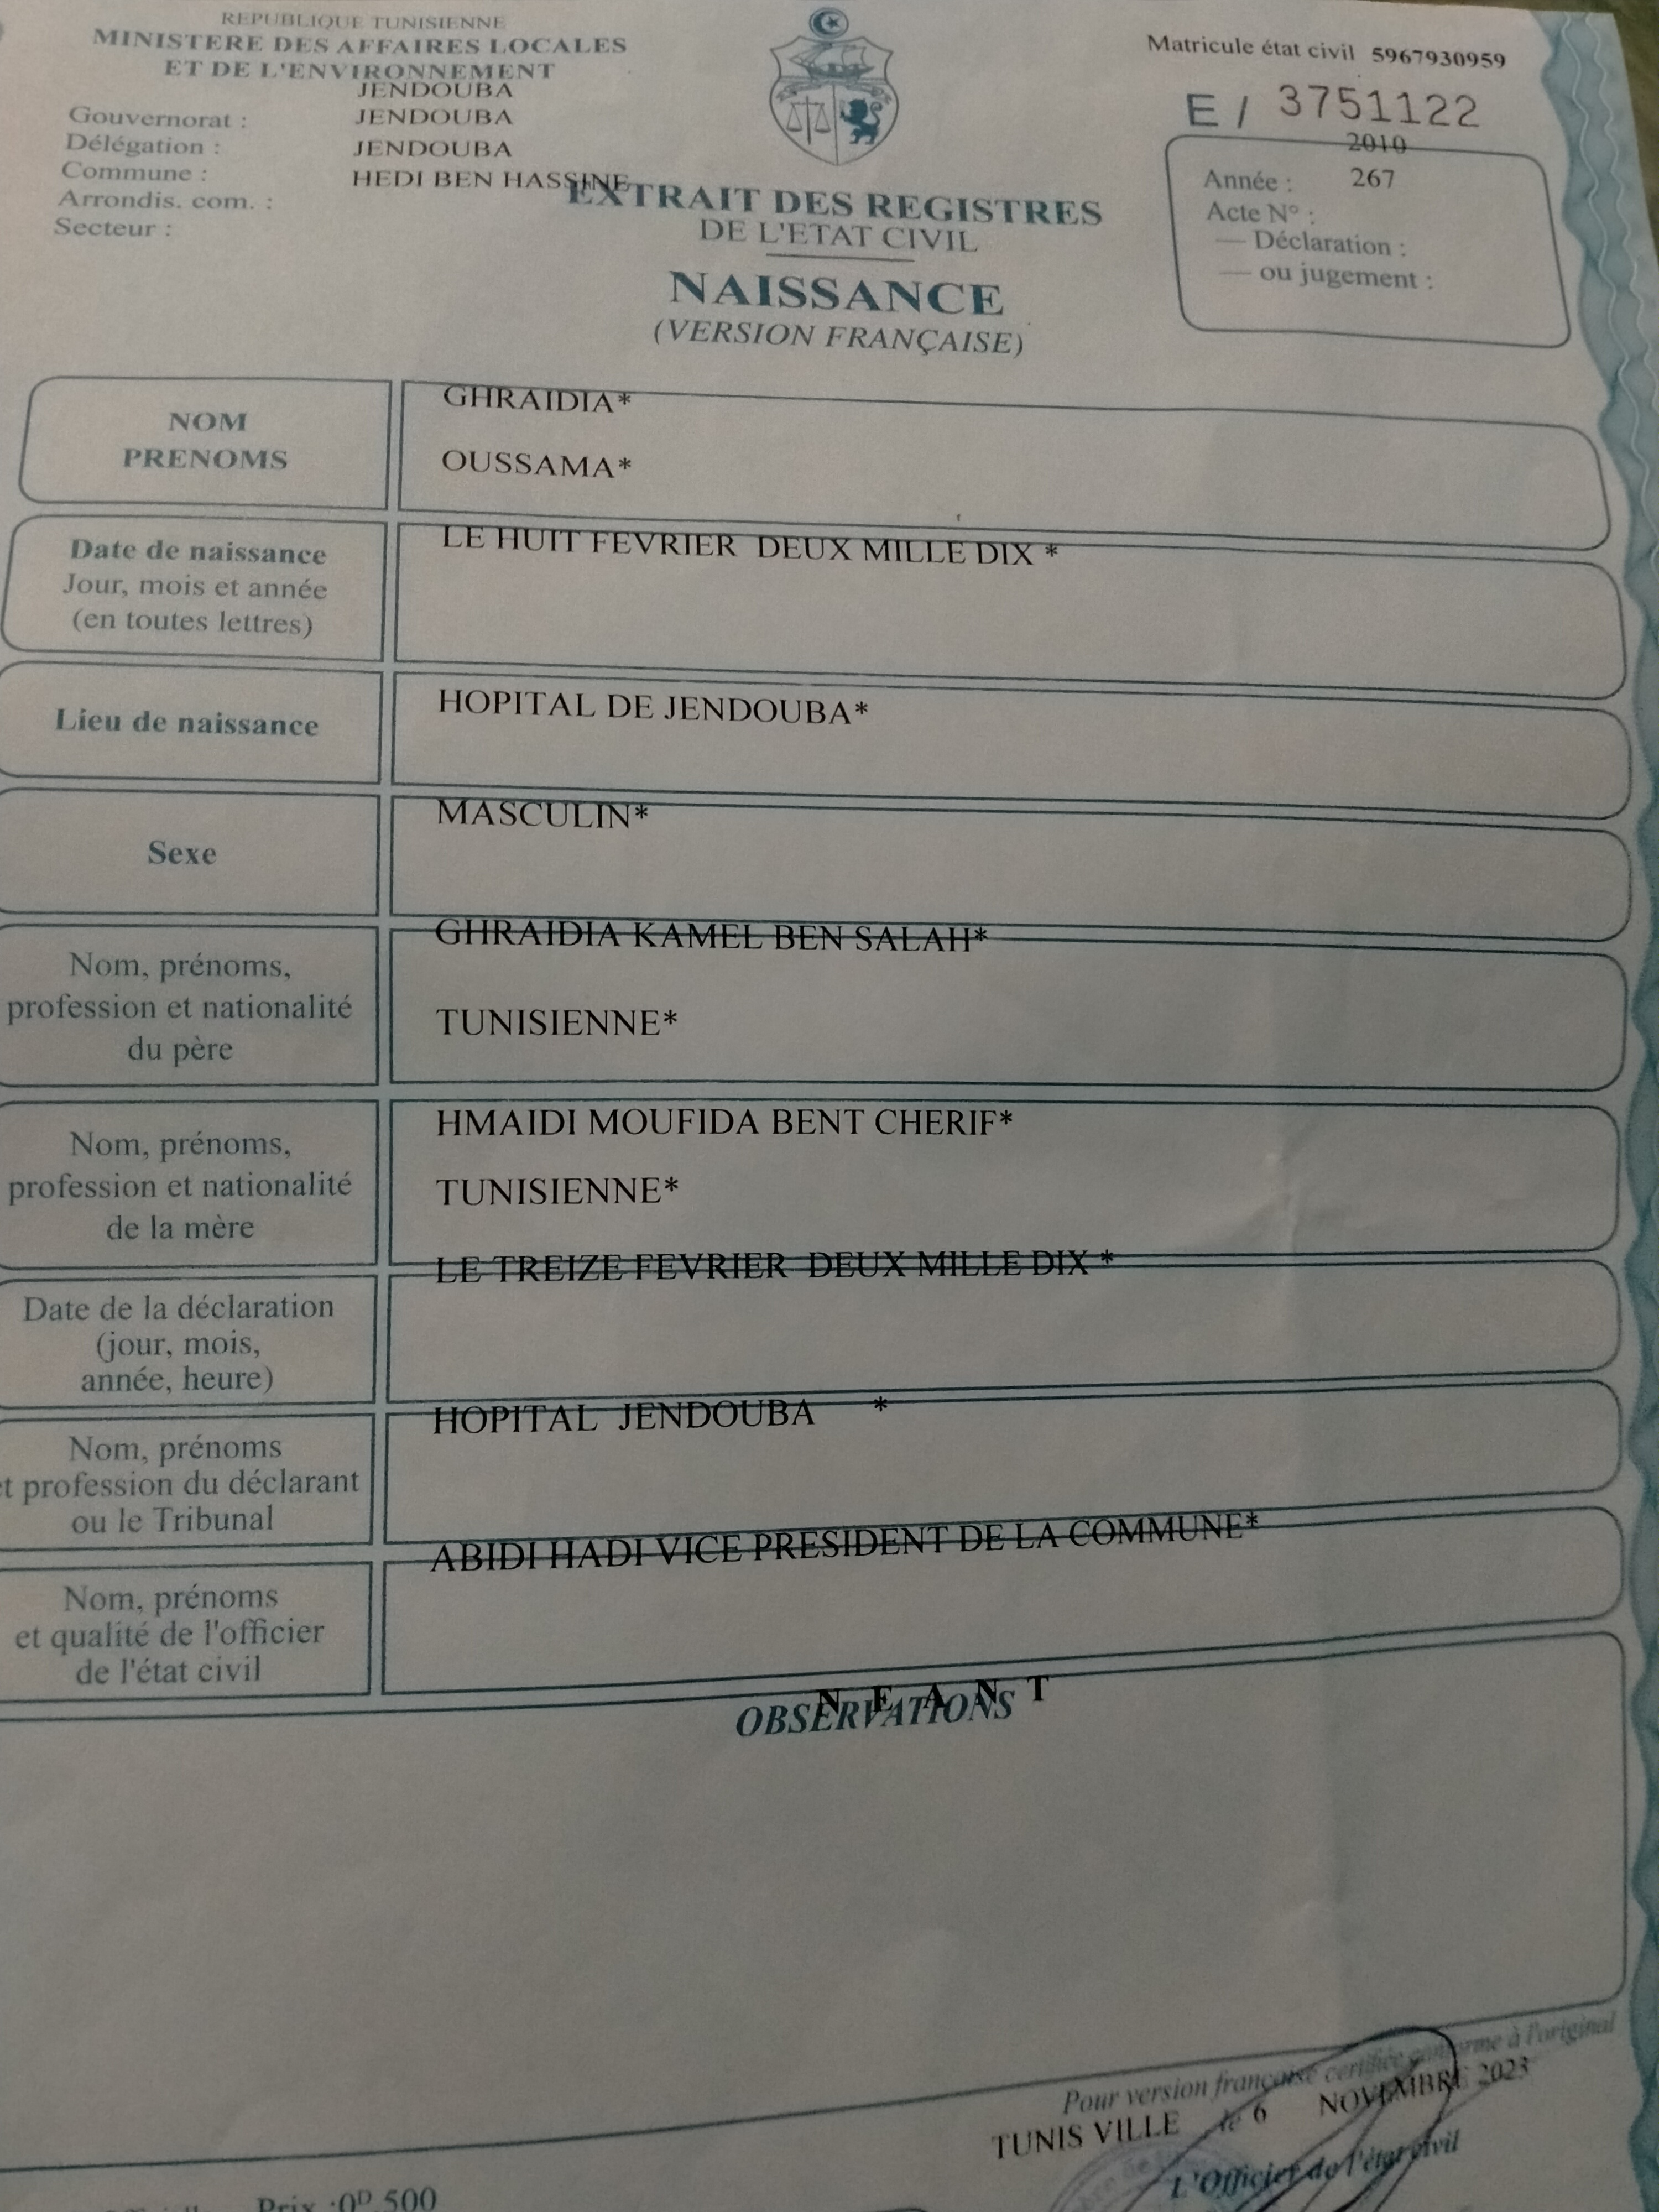 REPUBLIQUE TUNISIENNE
MINISTERE DES AFFAIRES LOCALES
ET DE L'ENVIRONNEMENT
JENDOUBA
Gouvernorat : JENDOUBA
Délégation : JENDOUBA
Commune : HEDI BEN HASSINE
Arrondis. com. :
Secteur :
Matricule état civil 5967930959
E / 3751122
2010
Année : 267
Acte N° :
— Déclaration :
— ou jugement :
EXTRAIT DES REGISTRES
DE L'ETAT CIVIL
NAISSANCE
(VERSION FRANÇAISE)
NOM
PRENOMS
GHRAIDIA*
OUSSAMA*
Date de naissance
Jour, mois et année
(en toutes lettres)
LE HUIT FEVRIER DEUX MILLE DIX *
Lieu de naissance
HOPITAL DE JENDOUBA*
Sexe
MASCULIN*
Nom, prénoms,
profession et nationalité
du père
GHRAIDIA KAMEL BEN SALAH*
TUNISIENNE*
Nom, prénoms,
profession et nationalité
de la mère
HMAIDI MOUFIDA BENT CHERIF*
TUNISIENNE*
Date de la déclaration
(jour, mois,
année, heure)
LE TREIZE FEVRIER DEUX MILLE DIX *
Nom, prénoms
et profession du déclarant
ou le Tribunal
HOPITAL JENDOUBA *
Nom, prénoms
et qualité de l'officier
de l'état civil
ABIDI HADI VICE PRESIDENT DE LA COMMUNE*
N E A N T
OBSERVATIONS
Pour version française certifiée conforme à l'original
TUNIS VILLE le 6 NOVEMBRE 2023
L'Officier de l'état civil
Prix :0D,500